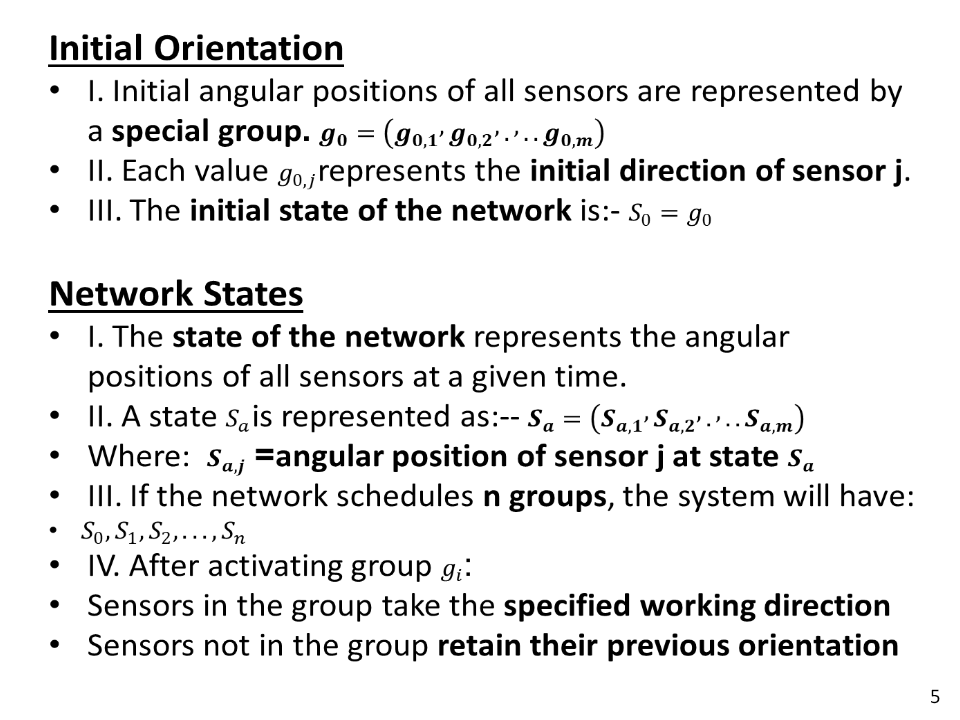 Initial Orientation
• I. Initial angular positions of all sensors are represented by
a special group. 𝒈𝟎 = (𝒈𝟎,𝟏, 𝒈𝟎,𝟐, . , . . 𝒈𝟎,𝒎)
• II. Each value 𝑔0,𝑗 represents the initial direction of sensor j.
• III. The initial state of the network is:- 𝑆0 = 𝑔0
Network States
• I. The state of the network represents the angular
positions of all sensors at a given time.
• II. A state 𝑆𝑎 is represented as:-- 𝑺𝒂 = (𝑺𝒂,𝟏, 𝑺𝒂,𝟐, . , . . 𝑺𝒂,𝒎)
• Where: 𝑺𝒂,𝒋 =angular position of sensor j at state 𝑺𝒂
• III. If the network schedules n groups, the system will have:
• 𝑆0, 𝑆1, 𝑆2, . . . , 𝑆𝑛
• IV. After activating group 𝑔𝑖:
• Sensors in the group take the specified working direction
• Sensors not in the group retain their previous orientation
5